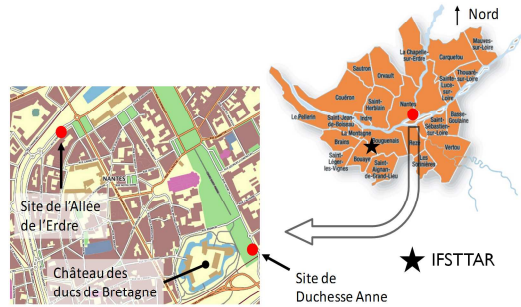 Nord
Mauves-
sur-Loire
La Chapelle-
sur-Erdre
Carquefou
Thouaré-
sur-Loire
Sautron
Orvault
Sainte-
Luce-
sur-Loire
Couëron
Saint-
Herblain
Nantes
Basse-
Goulaine
Le Pellerin
Saint-Jean-
de-Boiseau
Indre
Saint-
Sébastien-
sur-Loire
La Montagne
Brains
Bouguenais
Rezé
Vertou
Saint-
Léger-
les-Vignes
Bouaye
Saint-
Aignan-
de-Grand-Lieu
Les
Sorinières
NANTES
Site de l'Allée
de l'Erdre
Château des
ducs de Bretagne
IFSTTAR
Site de
Duchesse Anne